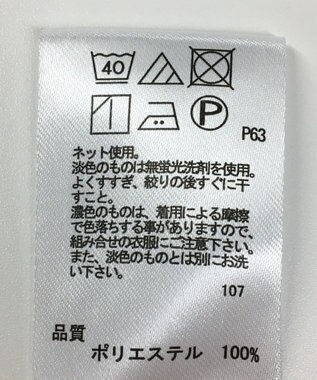 40
P
P63
ネット使用。
淡色のものは無蛍光洗剤を使用。
よくすすぎ、絞りの後すぐに干
すこと。
濃色のものは、着用による摩擦
で色落ちする事がありますので、
組み合せの衣服にご注意下さい。
また、淡色のものとは別にお洗
い下さい。
107
品質
ポリエステル 100%